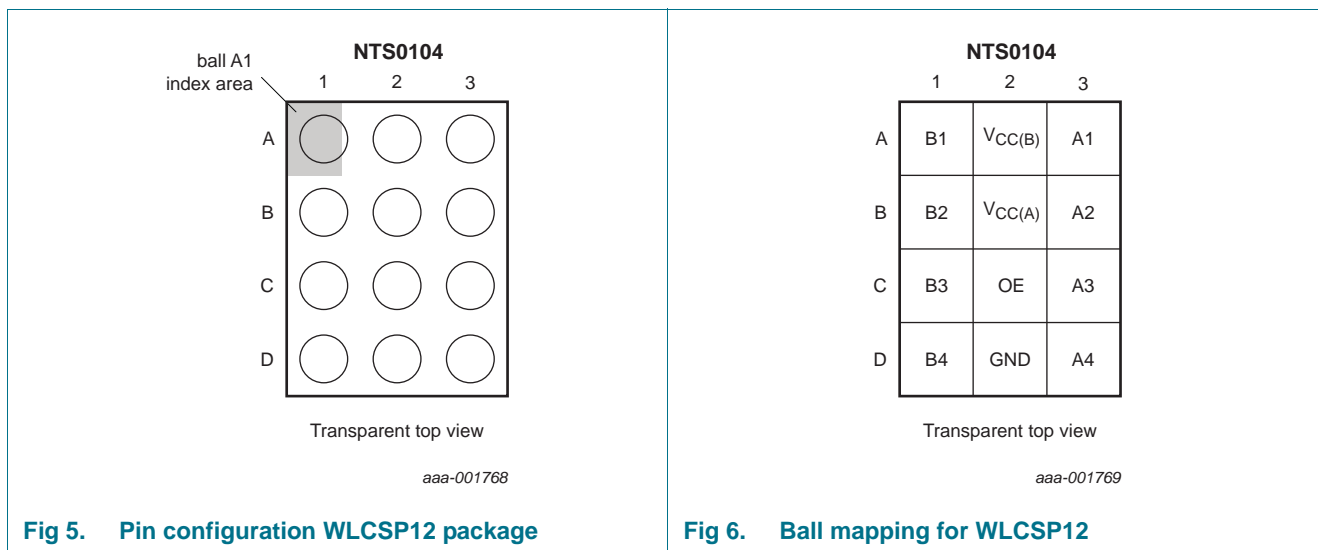 NTS0104
ball A1
index area
1 2 3
A
B
C
D
Transparent top view
aaa-001768
Fig 5. Pin configuration WLCSP12 package
NTS0104
1 2 3
A B1 VCC(B) A1
B B2 VCC(A) A2
C B3 OE A3
D B4 GND A4
Transparent top view
aaa-001769
Fig 6. Ball mapping for WLCSP12